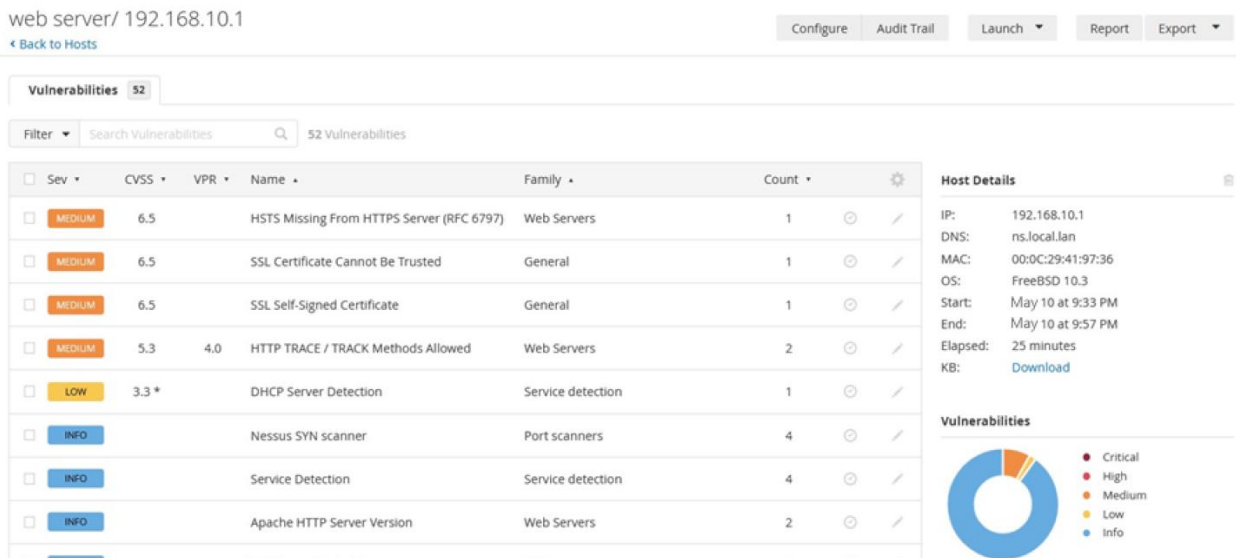 web server/ 192.168.10.1
Back to Hosts
Configure Audit Trail Launch Report Export
Vulnerabilities 52
Filter Search Vulnerabilities 52 Vulnerabilities
Sev CVSS VPR Name Family Count
MEDIUM 6.5 HSTS Missing From HTTPS Server (RFC 6797) Web Servers 1
MEDIUM 6.5 SSL Certificate Cannot Be Trusted General 1
MEDIUM 6.5 SSL Self-Signed Certificate General 1
MEDIUM 5.3 4.0 HTTP TRACE / TRACK Methods Allowed Web Servers 2
LOW 3.3 * DHCP Server Detection Service detection 1
INFO Nessus SYN scanner Port scanners 4
INFO Service Detection Service detection 4
INFO Apache HTTP Server Version Web Servers 2
Host Details
IP: 192.168.10.1
DNS: ns.local.lan
MAC: 00:0C:29:41:97:36
OS: FreeBSD 10.3
Start: May 10 at 9:33 PM
End: May 10 at 9:57 PM
Elapsed: 25 minutes
KB: Download
Vulnerabilities
Critical
High
Medium
Low
Info